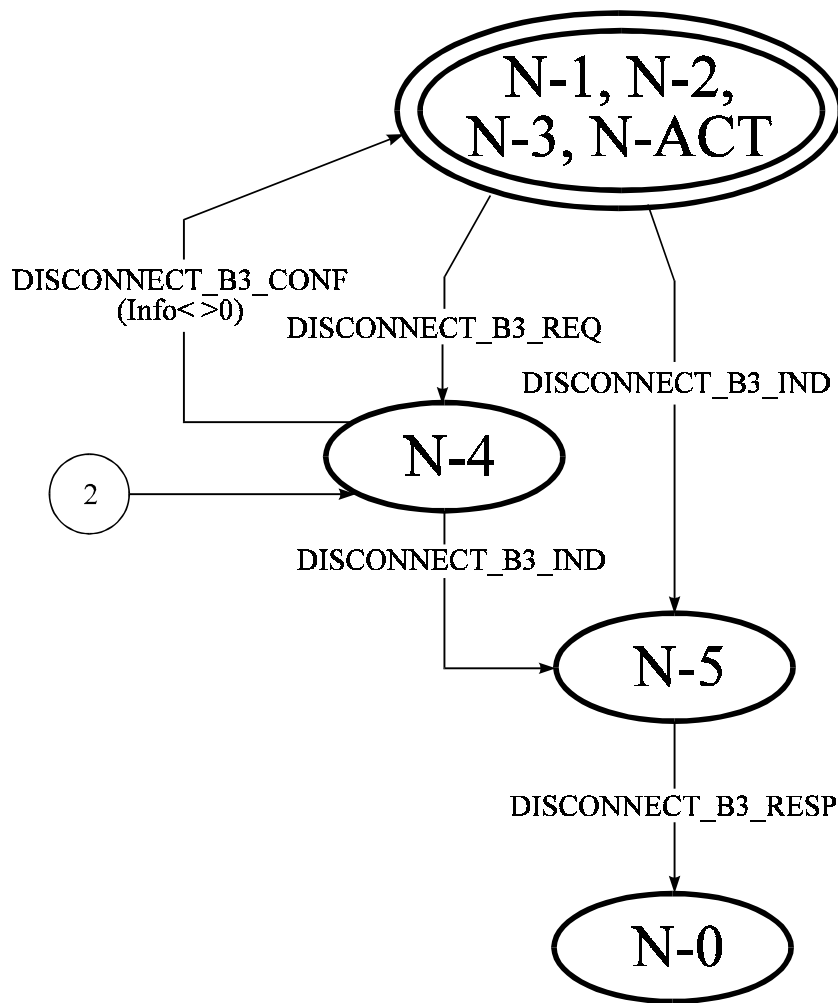 N-1, N-2,
N-3, N-ACT
DISCONNECT_B3_CONF
(Info< >0)
DISCONNECT_B3_REQ
DISCONNECT_B3_IND
N-4
2
DISCONNECT_B3_IND
N-5
DISCONNECT_B3_RESP
N-0